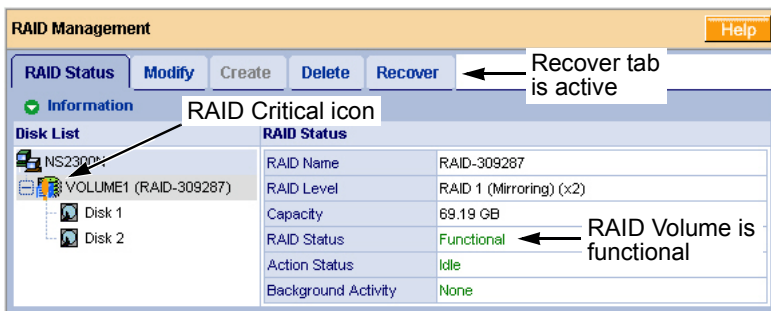 RAID Management
Help
RAID Status
Modify
Create
Delete
Recover
Recover tab
is active
Information
RAID Critical icon
Disk List
RAID Status
NS2300N
VOLUME1 (RAID-309287)
Disk 1
Disk 2
RAID Name
RAID-309287
RAID Level
RAID 1 (Mirroring) (x2)
Capacity
69.19 GB
RAID Status
Functional
RAID Volume is
functional
Action Status
Idle
Background Activity
None